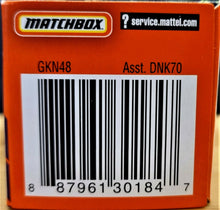 MATCHBOX ? service.mattel.com
GKN48 Asst. DNK70
8 87961 30184 7